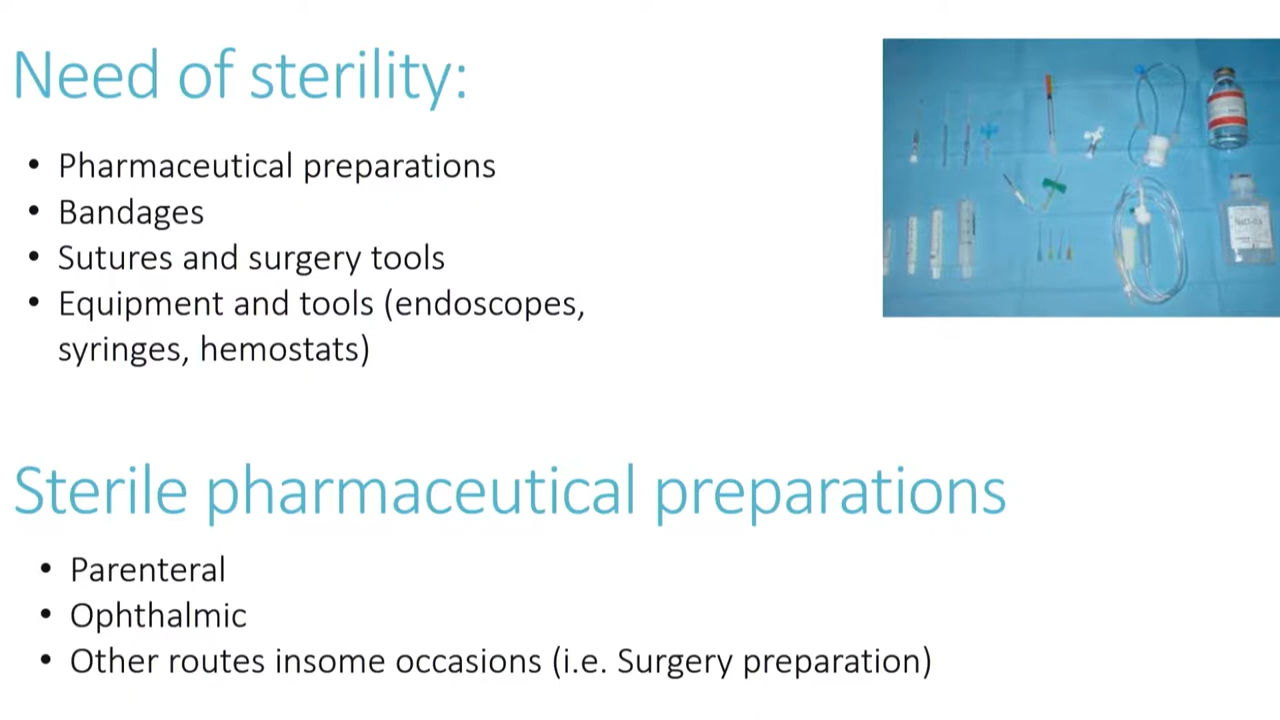 Need of sterility:
• Pharmaceutical preparations
• Bandages
• Sutures and surgery tools
• Equipment and tools (endoscopes,
syringes, hemostats)
Sterile pharmaceutical preparations
• Parenteral
• Ophthalmic
• Other routes insome occasions (i.e. Surgery preparation)